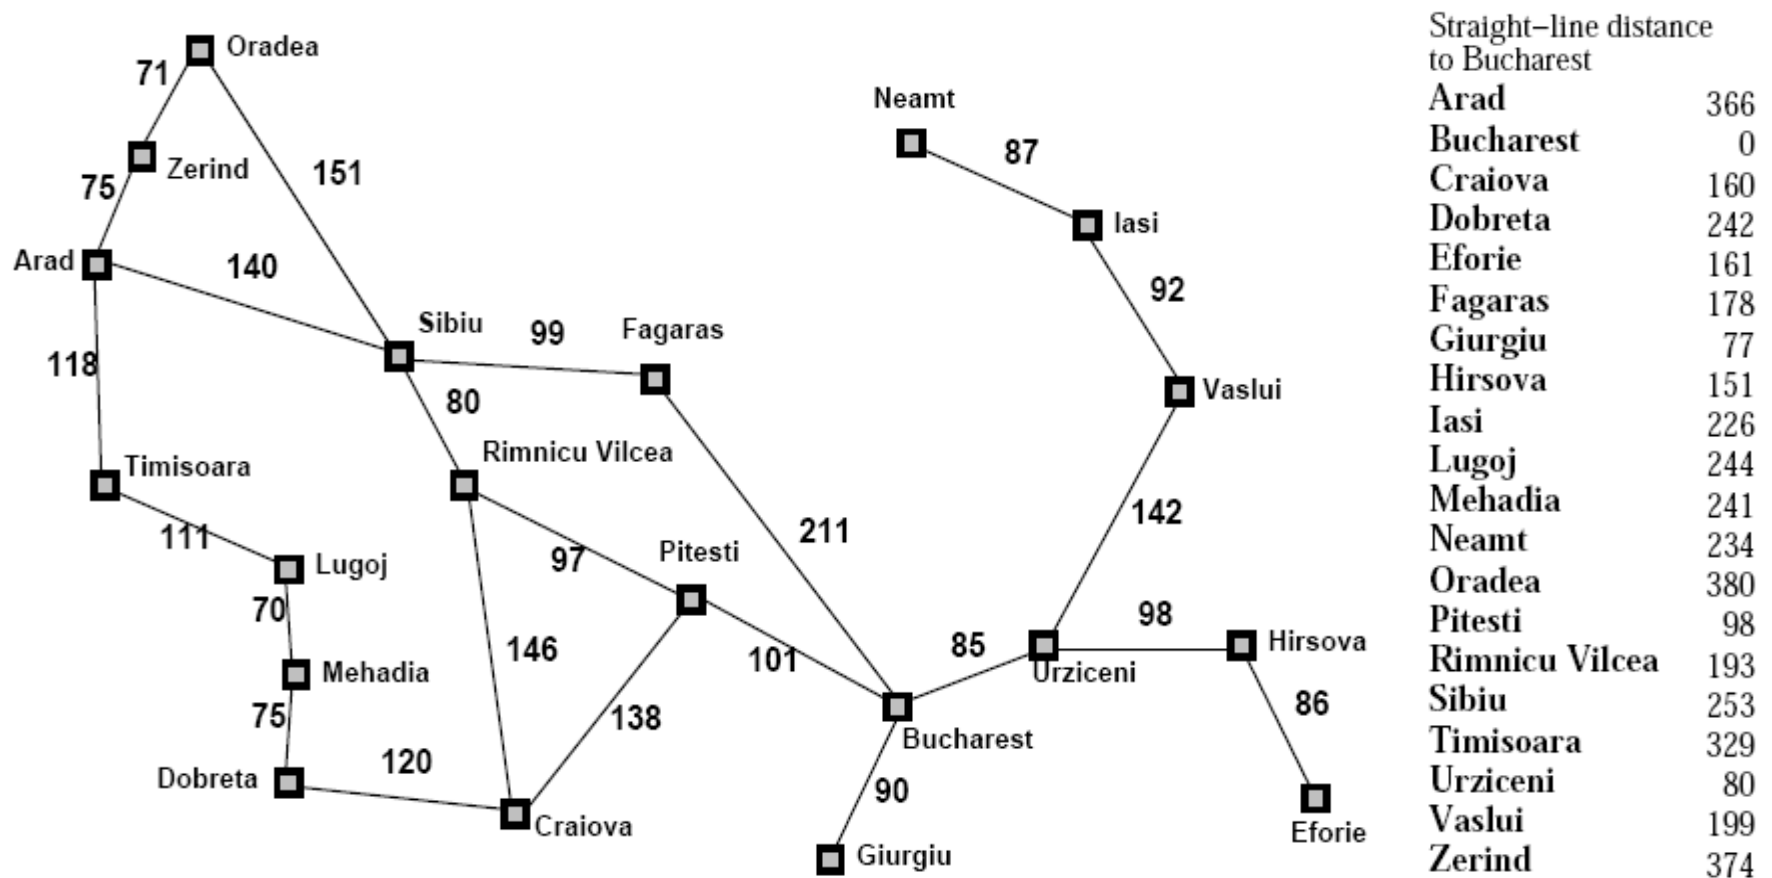 Oradea
71
Neamt
87
Zerind
151
75
Iasi
Arad
140
92
Sibiu
99
Fagaras
118
80
Vaslui
Rimnicu Vilcea
Timisoara
142
111
211
Lugoj
97
Pitesti
70
98
Hirsova
146
101
85
Urziceni
Mehadia
86
75
138
Bucharest
Dobreta
120
90
Craiova
Eforie
Giurgiu
Straight–line distance
to Bucharest
Arad 366
Bucharest 0
Craiova 160
Dobreta 242
Eforie 161
Fagaras 178
Giurgiu 77
Hirsova 151
Iasi 226
Lugoj 244
Mehadia 241
Neamt 234
Oradea 380
Pitesti 98
Rimnicu Vilcea 193
Sibiu 253
Timisoara 329
Urziceni 80
Vaslui 199
Zerind 374